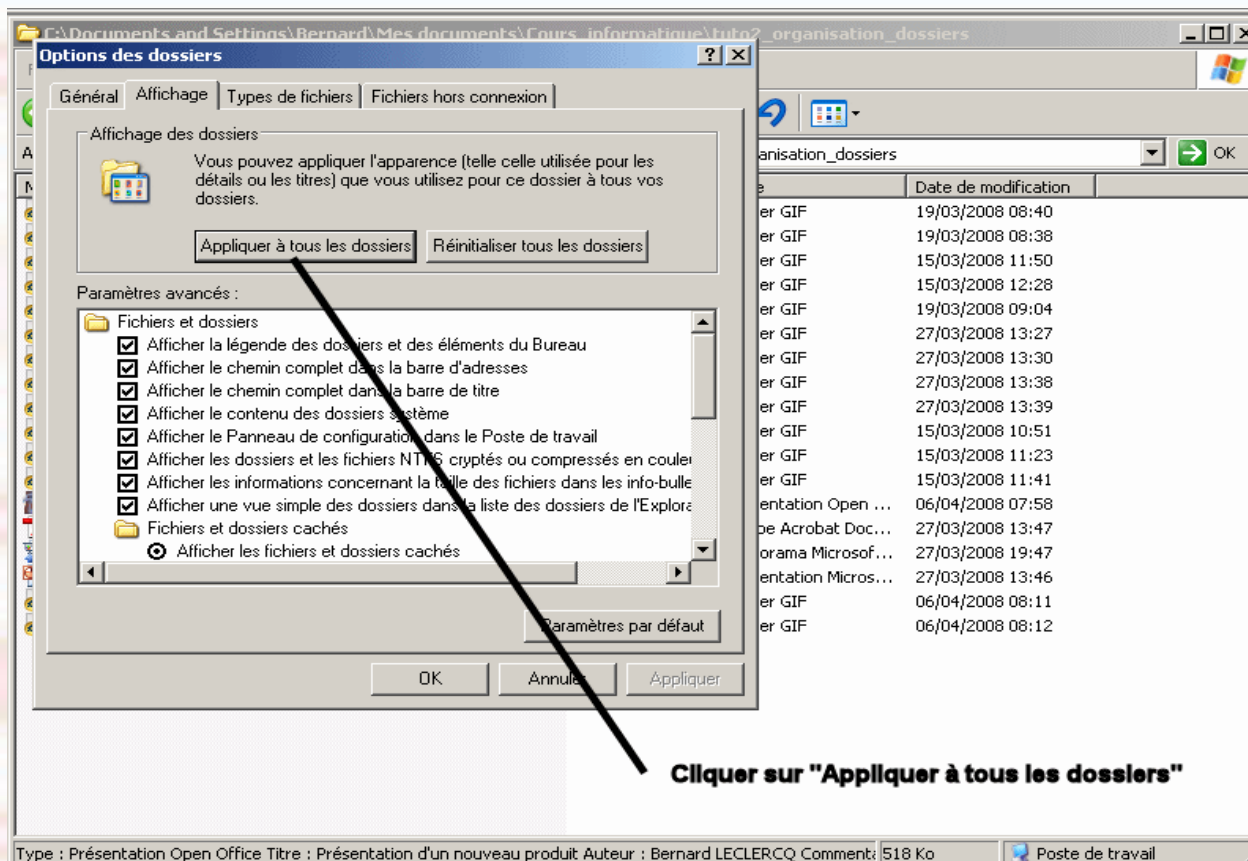 C:\Documents and Settings\Bernard\Mes documents\Cours_informatique\tuto2_organisation_dossiers
Options des dossiers
Général Affichage Types de fichiers Fichiers hors connexion
Affichage des dossiers
Vous pouvez appliquer l'apparence (telle celle utilisée pour les
détails ou les titres) que vous utilisez pour ce dossier à tous vos
dossiers.
Appliquer à tous les dossiers Réinitialiser tous les dossiers
Paramètres avancés :
Fichiers et dossiers
Afficher la légende des dossiers et des éléments du Bureau
Afficher le chemin complet dans la barre d'adresses
Afficher le chemin complet dans la barre de titre
Afficher le contenu des dossiers système
Afficher le Panneau de configuration dans le Poste de travail
Afficher les dossiers et les fichiers NTFS cryptés ou compressés en couleu
Afficher les informations concernant la taille des fichiers dans les info-bulle
Afficher une vue simple des dossiers dans la liste des dossiers de l'Explora
Fichiers et dossiers cachés
Afficher les fichiers et dossiers cachés
Paramètres par défaut
OK Annuler Appliquer
anisation_dossiers OK
Date de modification
er GIF 19/03/2008 08:40
er GIF 19/03/2008 08:38
er GIF 15/03/2008 11:50
er GIF 15/03/2008 12:28
er GIF 19/03/2008 09:04
er GIF 27/03/2008 13:27
er GIF 27/03/2008 13:30
er GIF 27/03/2008 13:38
er GIF 27/03/2008 13:39
er GIF 15/03/2008 10:51
er GIF 15/03/2008 11:23
er GIF 15/03/2008 11:41
entation Open ... 06/04/2008 07:58
be Acrobat Doc... 27/03/2008 13:47
orama Microsof... 27/03/2008 19:47
entation Micros... 27/03/2008 13:46
er GIF 06/04/2008 08:11
er GIF 06/04/2008 08:12
Cliquer sur "Appliquer à tous les dossiers"
Type : Présentation Open Office Titre : Présentation d'un nouveau produit Auteur : Bernard LECLERCQ Comment 518 Ko Poste de travail